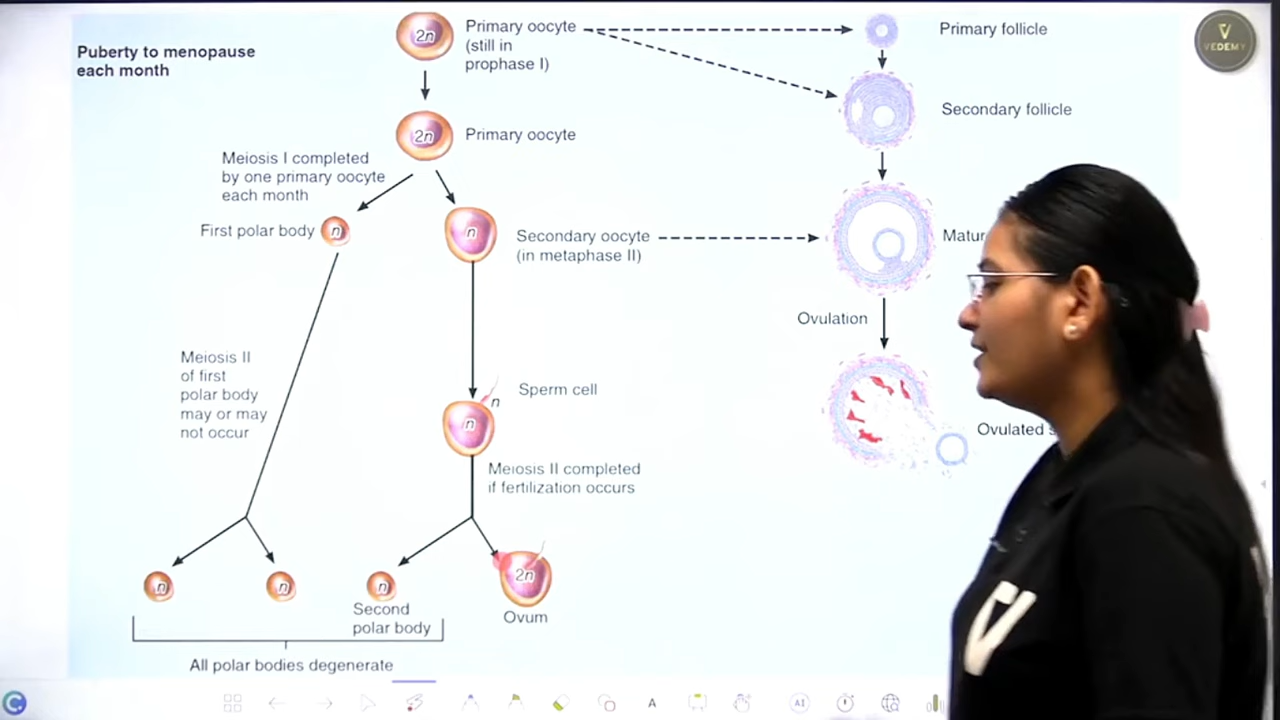 Puberty to menopause
each month
2n
Primary oocyte
(still in
prophase I)
Primary follicle
V
VEDEMY
2n
Primary oocyte
Secondary follicle
Meiosis I completed
by one primary oocyte
each month
First polar body
n
n
Secondary oocyte
(in metaphase II)
Ovulation
Meiosis II
of first
polar body
may or may
not occur
n
Sperm cell
n
Ovulated
Meiosis II completed
if fertilization occurs
n
n
n
2n
Second
polar body
Ovum
All polar bodies degenerate
A
AI
V